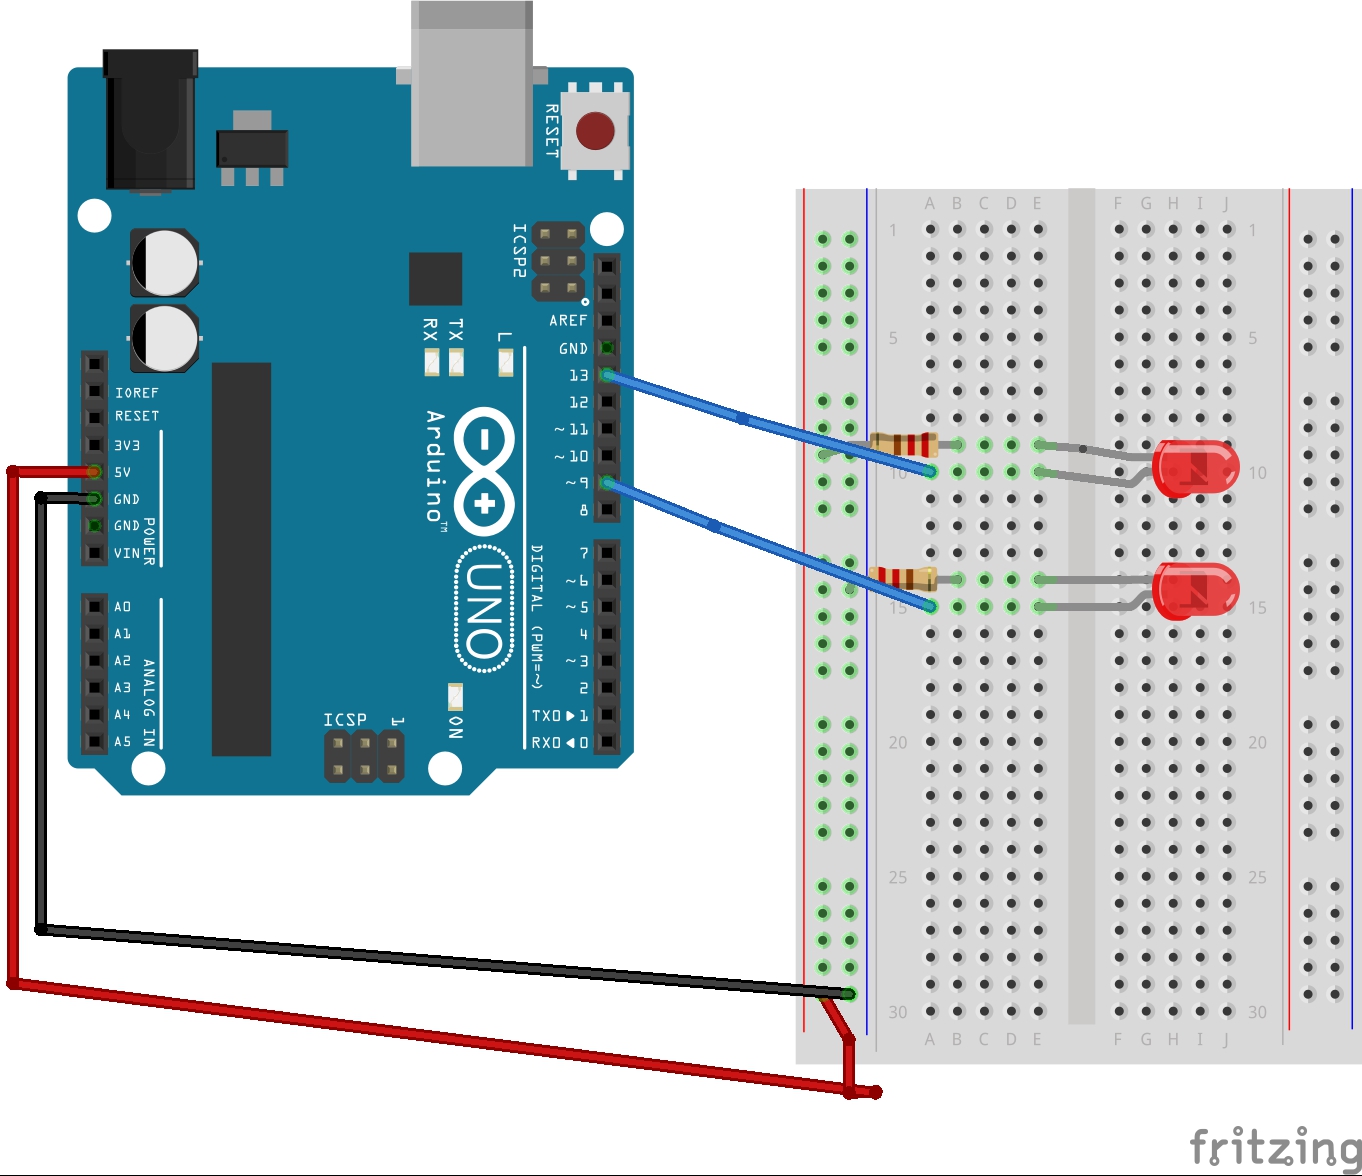 RESET
ICSP2
AREF
GND
13
12
~11
~10
~9
8
RX
TX
L
IOREF
RESET
3V3
5V
GND
GND
VIN
POWER
Arduino™
UNO
DIGITAL (PWM=~)
7
~6
~5
4
~3
2
TX0▶1
RX0◀0
A0
A1
A2
A3
A4
A5
ANALOG IN
ICSP
1
ON
A B C D E F G H I J
1 1
5 5
10 10
15 15
20 20
25 25
30 30
A B C D E F G H I J
fritzing